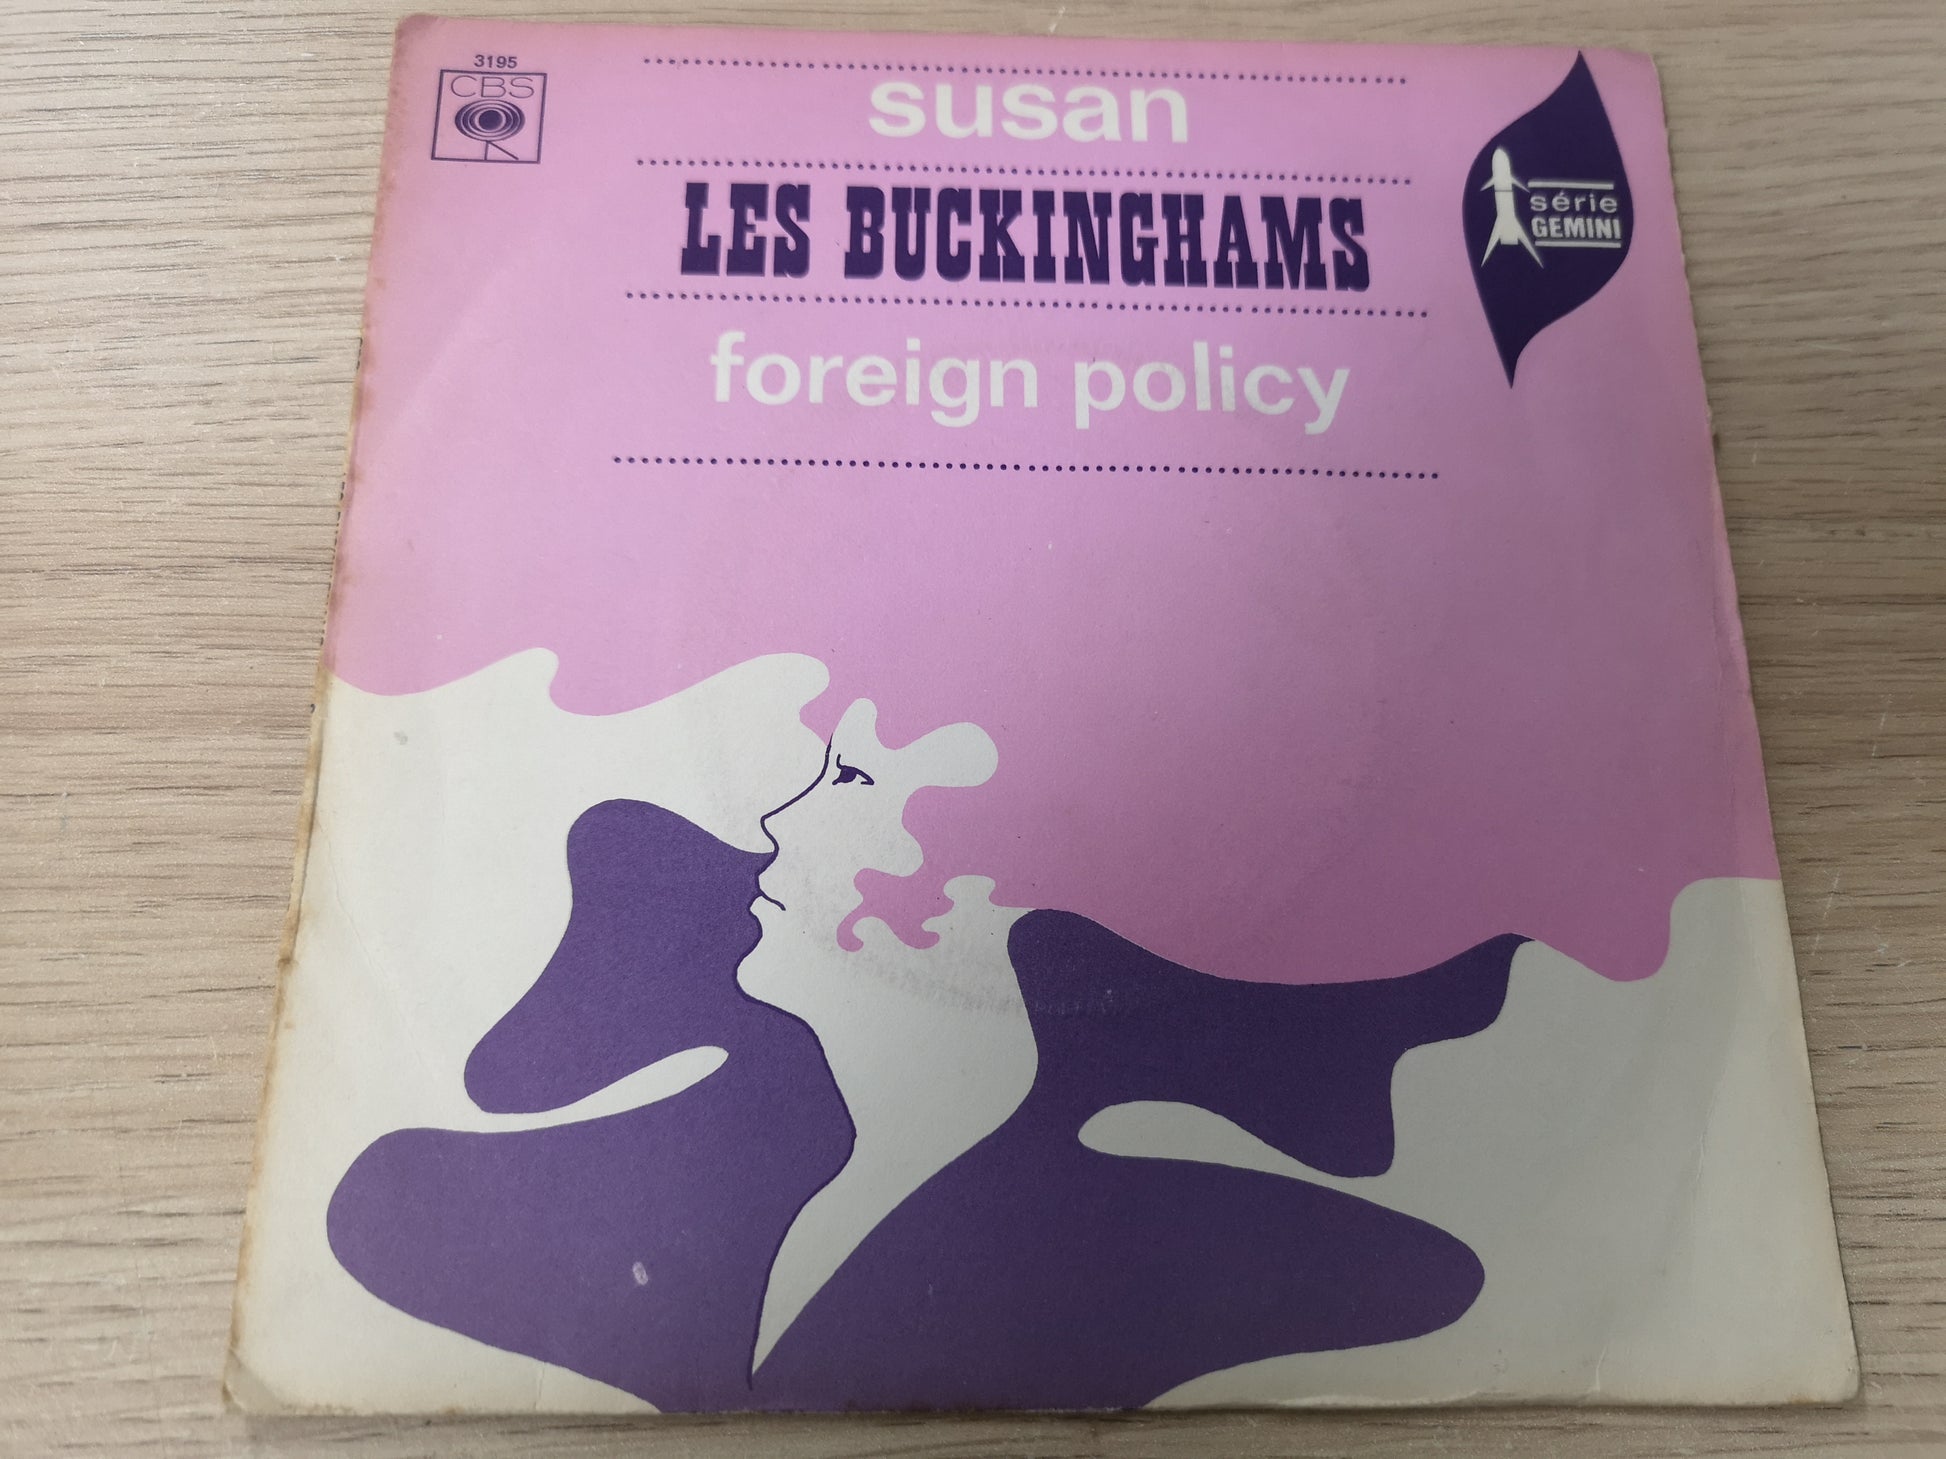 3195
CBS
susan
LES BUCKINGHAMS
série
GEMINI
foreign policy